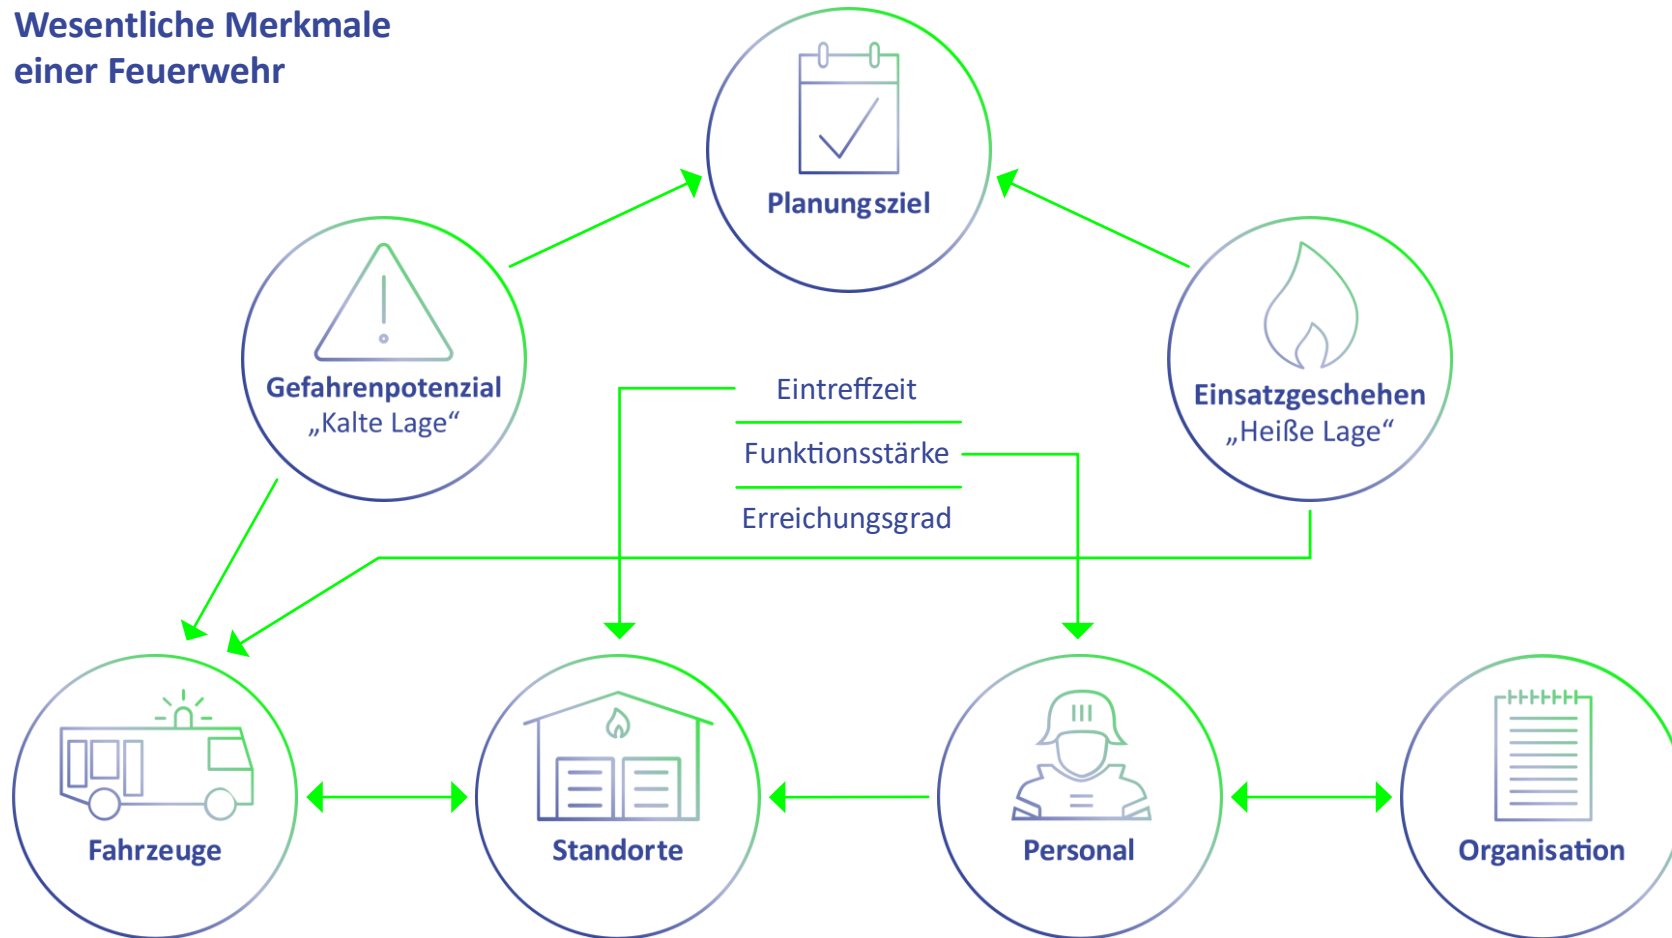 Wesentliche Merkmale
einer Feuerwehr
Planungsziel
Gefahrenpotenzial
„Kalte Lage“
Einsatzgeschehen
„Heiße Lage“
Eintreffzeit
Funktionsstärke
Erreichungsgrad
Fahrzeuge
Standorte
Personal
Organisation